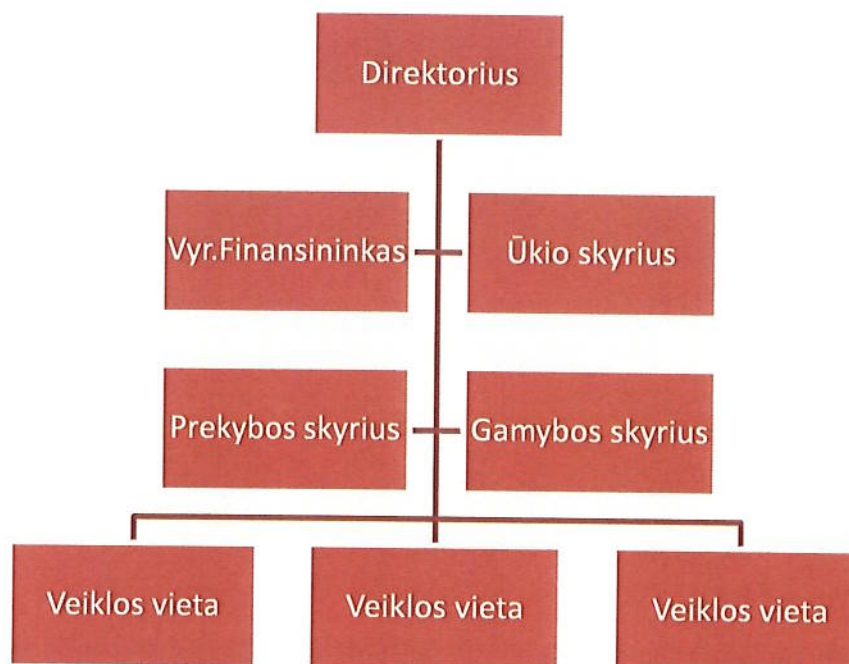 Direktorius
Vyr.Finansininkas
Ūkio skyrius
Prekybos skyrius
Gamybos skyrius
Veiklos vieta
Veiklos vieta
Veiklos vieta